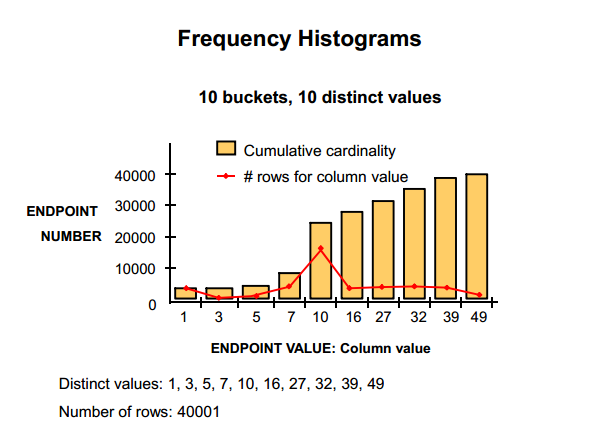 Frequency Histograms
10 buckets, 10 distinct values
Cumulative cardinality
# rows for column value
ENDPOINT
NUMBER
40000
30000
20000
10000
0
1 3 5 7 10 16 27 32 39 49
ENDPOINT VALUE: Column value
Distinct values: 1, 3, 5, 7, 10, 16, 27, 32, 39, 49
Number of rows: 40001